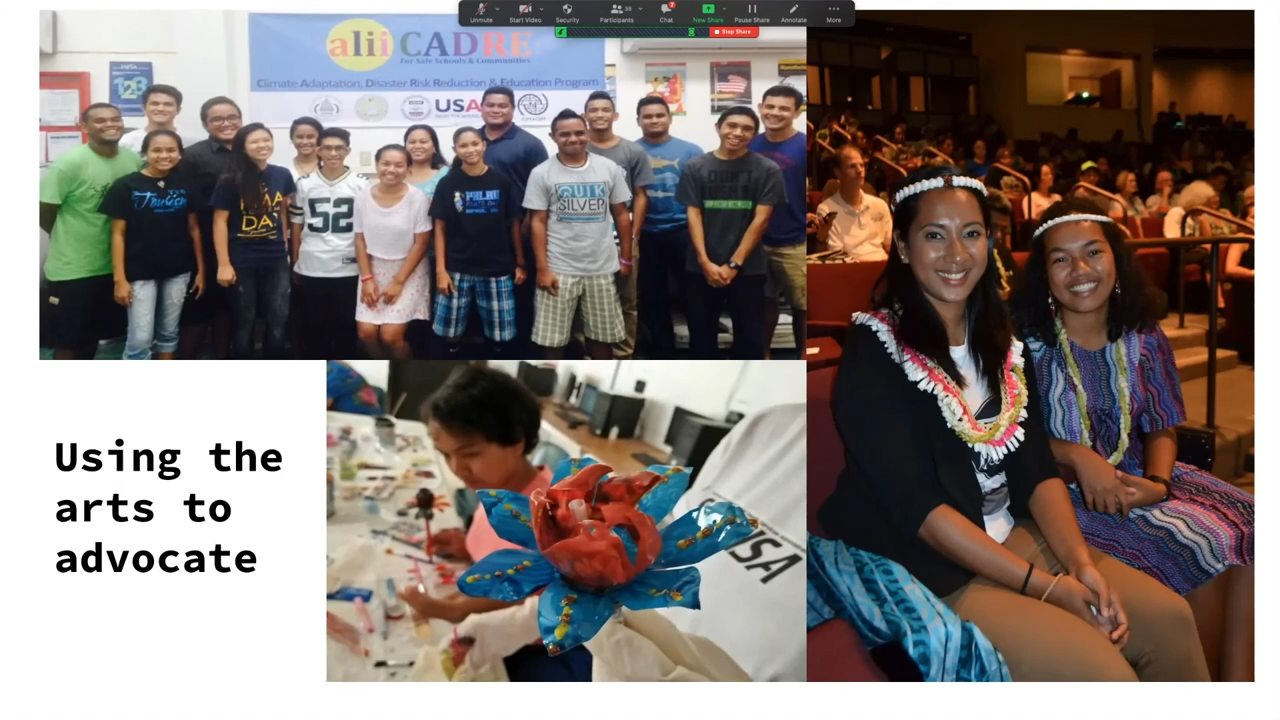 Unmute
Start Video
Security
Participants
38
Chat
New Share
Pause Share
Annotate
More
Stop Share
alii CADRE
For Safe Schools & Communities
Climate Adaptation, Disaster Risk Reduction & Education Program
USA
52
QUIK
SILVER
Using the
arts to
advocate